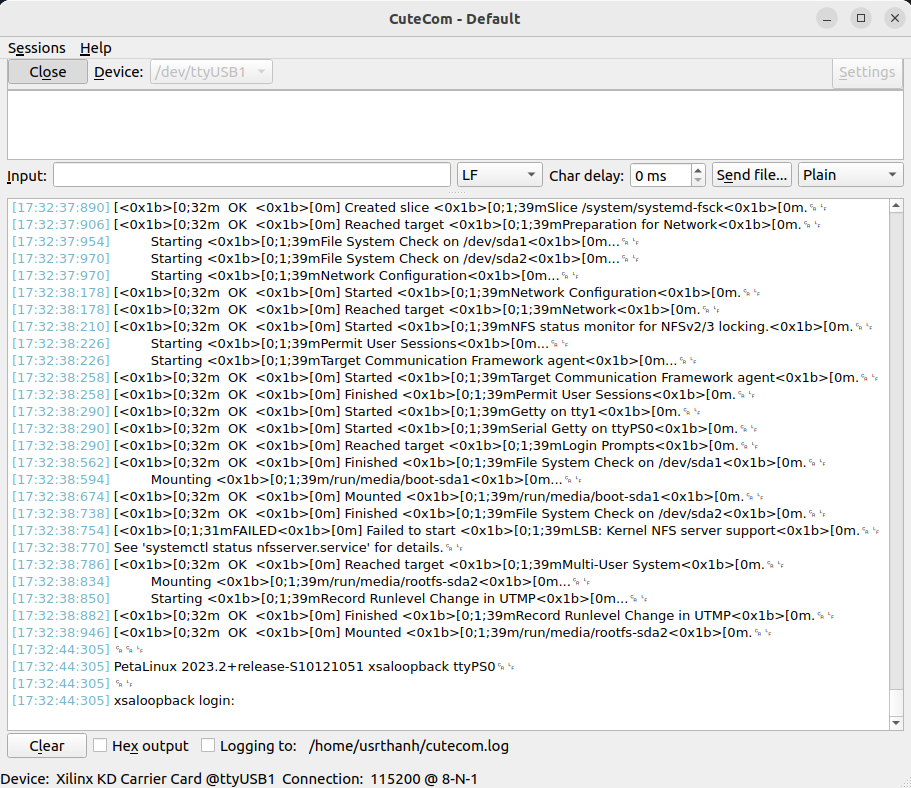 CuteCom - Default
Sessions Help
Close Device: /dev/ttyUSB1 Settings
Input: LF Char delay: 0 ms Send file... Plain
[17:32:37:890] [<0x1b>[0;32m  OK  <0x1b>[0m] Created slice <0x1b>[0;1;39mSlice /system/systemd-fsck<0x1b>[0m.␍␊
[17:32:37:906] [<0x1b>[0;32m  OK  <0x1b>[0m] Reached target <0x1b>[0;1;39mPreparation for Network<0x1b>[0m.␍␊
[17:32:37:954]          Starting <0x1b>[0;1;39mFile System Check on /dev/sda1<0x1b>[0m...␍␊
[17:32:37:970]          Starting <0x1b>[0;1;39mFile System Check on /dev/sda2<0x1b>[0m...␍␊
[17:32:37:970]          Starting <0x1b>[0;1;39mNetwork Configuration<0x1b>[0m...␍␊
[17:32:38:178] [<0x1b>[0;32m  OK  <0x1b>[0m] Started <0x1b>[0;1;39mNetwork Configuration<0x1b>[0m.␍␊
[17:32:38:178] [<0x1b>[0;32m  OK  <0x1b>[0m] Reached target <0x1b>[0;1;39mNetwork<0x1b>[0m.␍␊
[17:32:38:210] [<0x1b>[0;32m  OK  <0x1b>[0m] Started <0x1b>[0;1;39mNFS status monitor for NFSv2/3 locking.<0x1b>[0m.␍␊
[17:32:38:226]          Starting <0x1b>[0;1;39mPermit User Sessions<0x1b>[0m...␍␊
[17:32:38:226]          Starting <0x1b>[0;1;39mTarget Communication Framework agent<0x1b>[0m...␍␊
[17:32:38:258] [<0x1b>[0;32m  OK  <0x1b>[0m] Started <0x1b>[0;1;39mTarget Communication Framework agent<0x1b>[0m.␍␊
[17:32:38:258] [<0x1b>[0;32m  OK  <0x1b>[0m] Finished <0x1b>[0;1;39mPermit User Sessions<0x1b>[0m.␍␊
[17:32:38:290] [<0x1b>[0;32m  OK  <0x1b>[0m] Started <0x1b>[0;1;39mGetty on tty1<0x1b>[0m.␍␊
[17:32:38:290] [<0x1b>[0;32m  OK  <0x1b>[0m] Started <0x1b>[0;1;39mSerial Getty on ttyPS0<0x1b>[0m.␍␊
[17:32:38:290] [<0x1b>[0;32m  OK  <0x1b>[0m] Reached target <0x1b>[0;1;39mLogin Prompts<0x1b>[0m.␍␊
[17:32:38:562] [<0x1b>[0;32m  OK  <0x1b>[0m] Finished <0x1b>[0;1;39mFile System Check on /dev/sda1<0x1b>[0m.␍␊
[17:32:38:594]          Mounting <0x1b>[0;1;39m/run/media/boot-sda1<0x1b>[0m...␍␊
[17:32:38:674] [<0x1b>[0;32m  OK  <0x1b>[0m] Mounted <0x1b>[0;1;39m/run/media/boot-sda1<0x1b>[0m.␍␊
[17:32:38:738] [<0x1b>[0;32m  OK  <0x1b>[0m] Finished <0x1b>[0;1;39mFile System Check on /dev/sda2<0x1b>[0m.␍␊
[17:32:38:754] [<0x1b>[0;1;31mFAILED<0x1b>[0m] Failed to start <0x1b>[0;1;39mLSB: Kernel NFS server support<0x1b>[0m.␍␊
[17:32:38:770] See 'systemctl status nfsserver.service' for details.␍␊
[17:32:38:786] [<0x1b>[0;32m  OK  <0x1b>[0m] Reached target <0x1b>[0;1;39mMulti-User System<0x1b>[0m.␍␊
[17:32:38:834]          Mounting <0x1b>[0;1;39m/run/media/rootfs-sda2<0x1b>[0m...␍␊
[17:32:38:850]          Starting <0x1b>[0;1;39mRecord Runlevel Change in UTMP<0x1b>[0m...␍␊
[17:32:38:882] [<0x1b>[0;32m  OK  <0x1b>[0m] Finished <0x1b>[0;1;39mRecord Runlevel Change in UTMP<0x1b>[0m.␍␊
[17:32:38:946] [<0x1b>[0;32m  OK  <0x1b>[0m] Mounted <0x1b>[0;1;39m/run/media/rootfs-sda2<0x1b>[0m.␍␊
[17:32:44:305] ␍␍␊
[17:32:44:305] PetaLinux 2023.2+release-S10121051 xsaloopback ttyPS0␍␊
[17:32:44:305] ␍␊
[17:32:44:305] xsaloopback login:
Clear Hex output Logging to: /home/usrthanh/cutecom.log
Device: Xilinx KD Carrier Card @ttyUSB1 Connection: 115200 @ 8-N-1